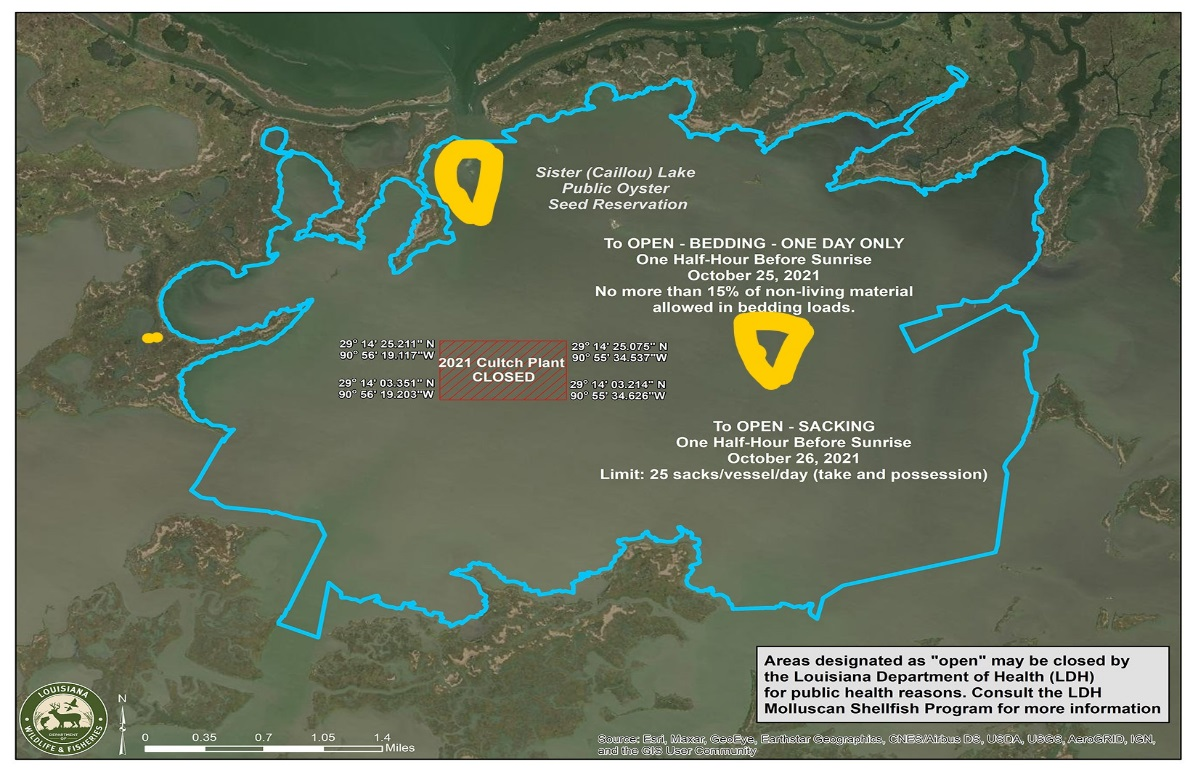 Sister (Caillou) Lake
Public Oyster
Seed Reservation
To OPEN - BEDDING - ONE DAY ONLY
One Half-Hour Before Sunrise
October 25, 2021
No more than 15% of non-living material
allowed in bedding loads.
29° 14' 25.211" N
90° 56' 19.117"W
29° 14' 25.075" N
90° 55' 34.537"W
2021 Cultch Plant
CLOSED
29° 14' 03.351" N
90° 56' 19.203"W
29° 14' 03.214" N
90° 55' 34.626"W
To OPEN - SACKING
One Half-Hour Before Sunrise
October 26, 2021
Limit: 25 sacks/vessel/day (take and possession)
Areas designated as "open" may be closed by
the Louisiana Department of Health (LDH)
for public health reasons. Consult the LDH
Molluscan Shellfish Program for more information
LOUISIANA
DEPARTMENT OF
WILDLIFE & FISHERIES
N
0 0.35 0.7 1.05 1.4
Miles
Source: Esri, Maxar, GeoEye, Earthstar Geographics, CNES/Airbus DS, USDA, USGS, AeroGRID, IGN,
and the GIS User Community